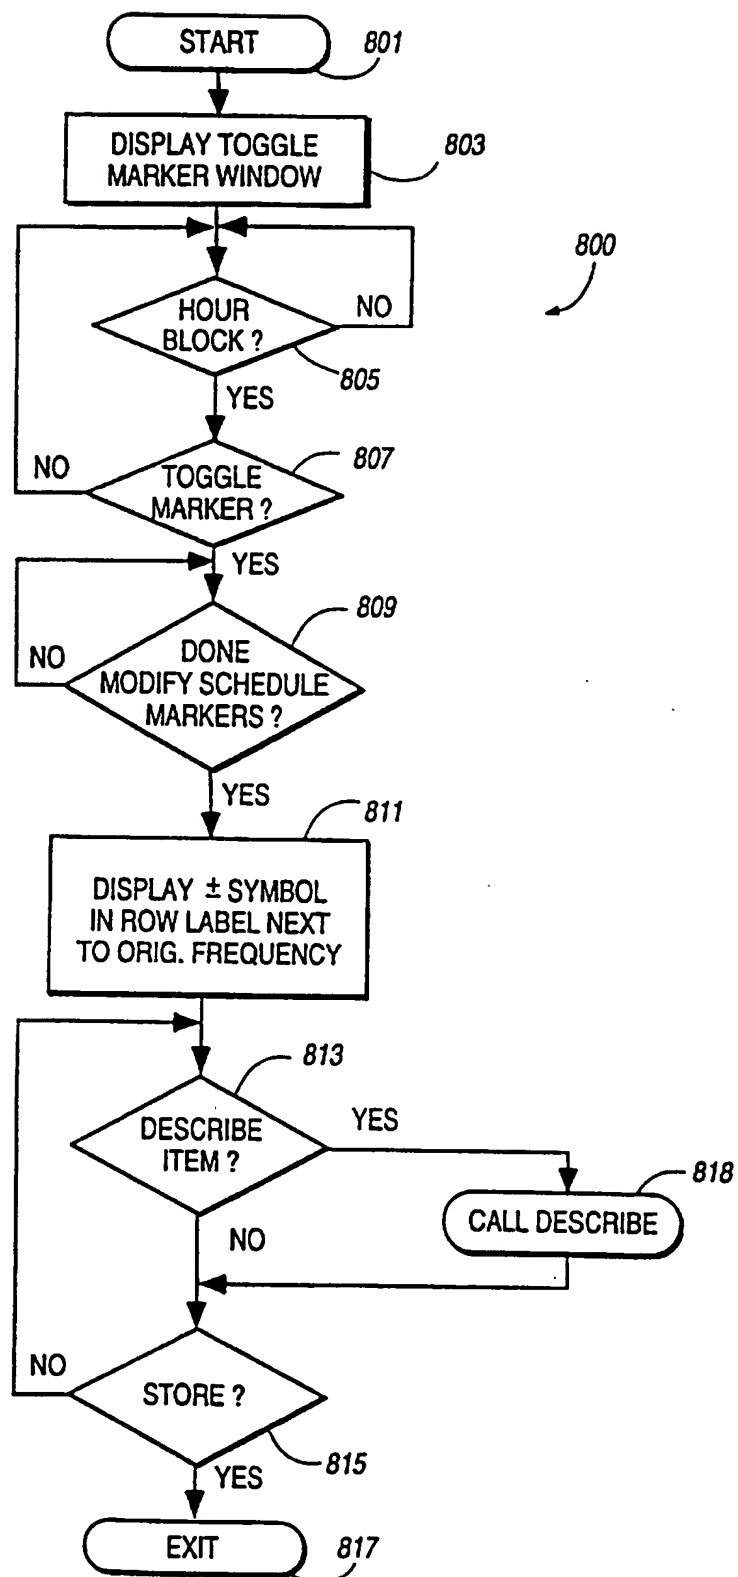 START
801
DISPLAY TOGGLE
MARKER WINDOW
803
800
HOUR
BLOCK ?
NO
805
YES
NO
TOGGLE
MARKER ?
807
YES
809
NO
DONE
MODIFY SCHEDULE
MARKERS ?
YES
811
DISPLAY ± SYMBOL
IN ROW LABEL NEXT
TO ORIG. FREQUENCY
813
DESCRIBE
ITEM ?
YES
818
CALL DESCRIBE
NO
NO
STORE ?
815
YES
EXIT
817